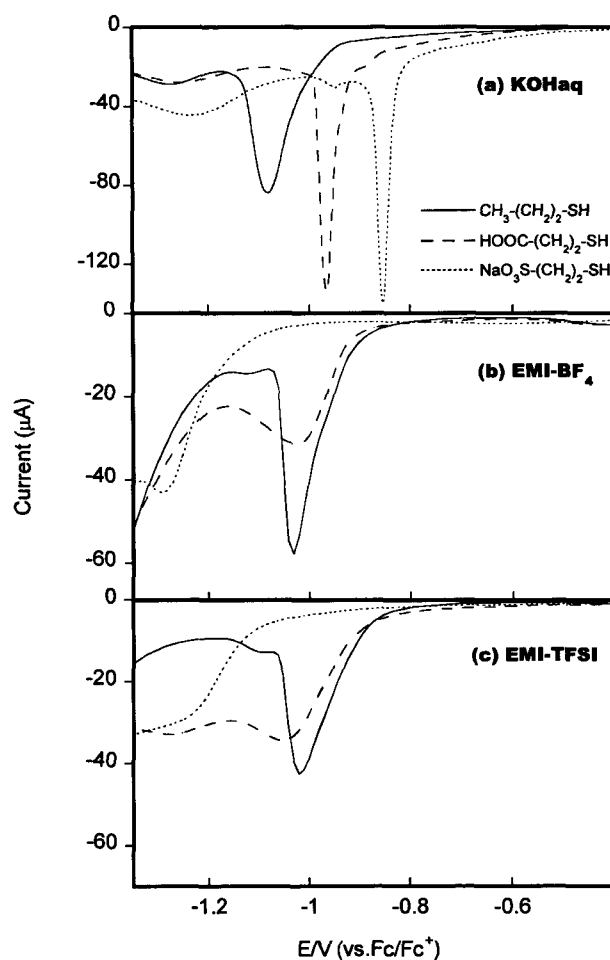 0
-40
-80
-120
(a) KOHaq
CH₃-(CH₂)₂-SH
HOOC-(CH₂)₂-SH
NaO₃S-(CH₂)₂-SH
0
-20
-40
-60
(b) EMI-BF₄
Current (µA)
0
-20
-40
-60
(c) EMI-TFSI
-1.2
-1
-0.8
-0.6
E/V (vs.Fc/Fc⁺)